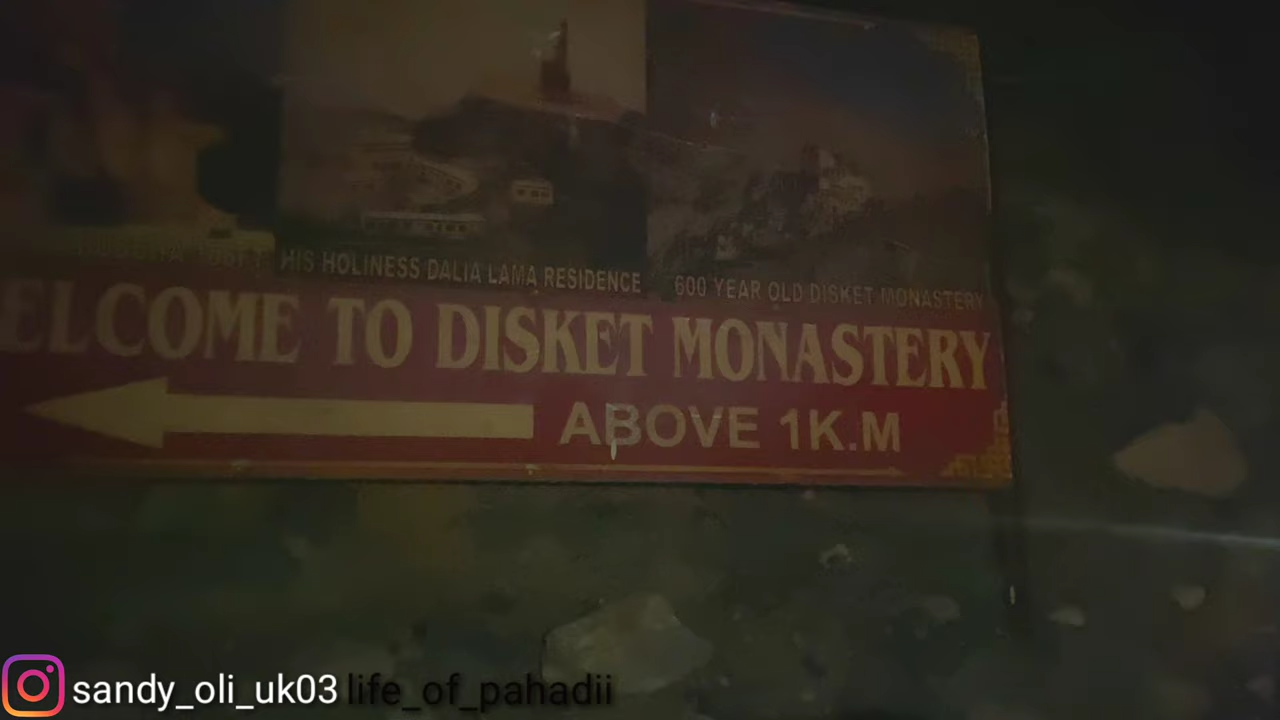 HIS HOLINESS DALIA LAMA RESIDENCE
600 YEAR OLD DISKET MONASTERY
ELCOME TO DISKET MONASTERY
ABOVE 1K.M
sandy_oli_uk03 life_of_pahadii